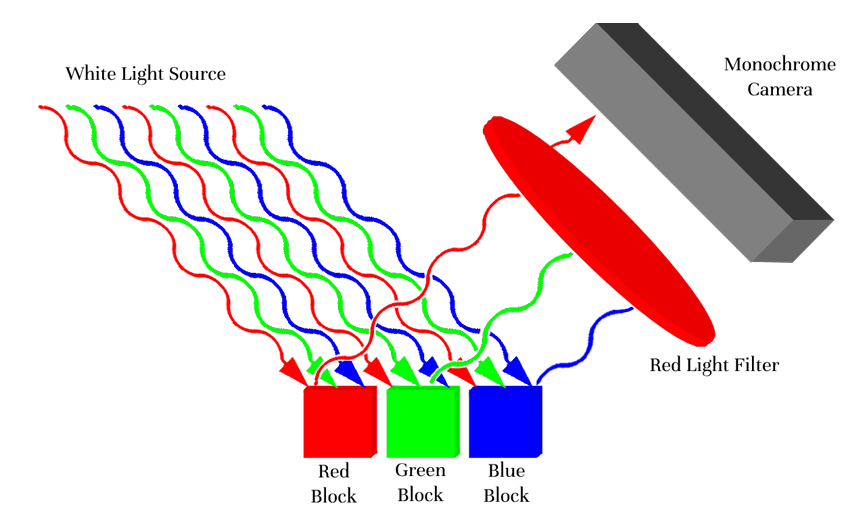 White Light Source
Monochrome
Camera
Red Light Filter
Red
Block
Green
Block
Blue
Block